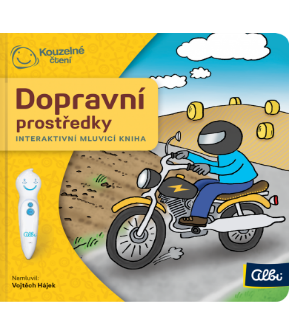 Kouzelné
čtení
Dopravní
prostředky
INTERAKTIVNÍ MLUVICÍ KNIHA
Namluvil:
Vojtěch Hájek
Albi